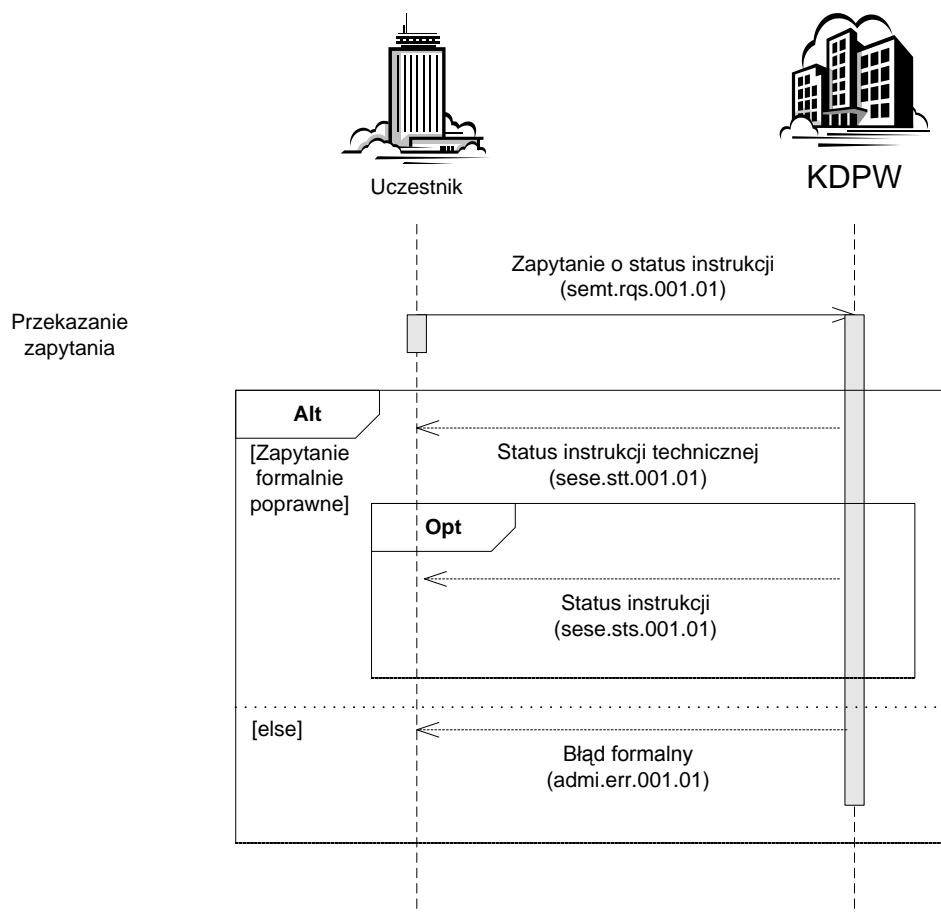 Uczestnik
KDPW
Zapytanie o status instrukcji
(semt.rqs.001.01)
Przekazanie
zapytania
Alt
[Zapytanie
formalnie
poprawne]
Status instrukcji technicznej
(sese.stt.001.01)
Opt
Status instrukcji
(sese.sts.001.01)
[else]
Błąd formalny
(admi.err.001.01)